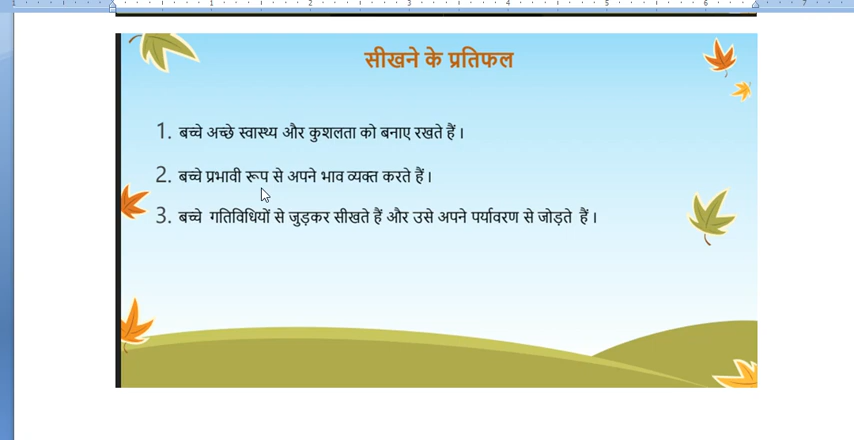 सीखने के प्रतिफल
1. बच्चे अच्छे स्वास्थ्य और कुशलता को बनाए रखते हैं ।
2. बच्चे प्रभावी रूप से अपने भाव व्यक्त करते हैं ।
3. बच्चे गतिविधियों से जुड़कर सीखते हैं और उसे अपने पर्यावरण से जोड़ते हैं ।